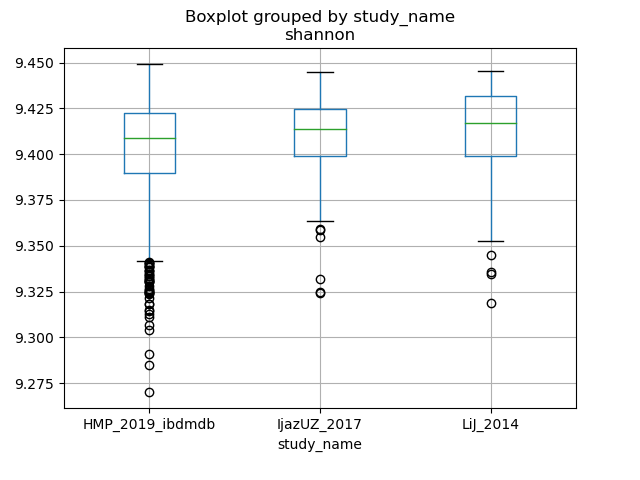 Boxplot grouped by study_name
shannon
9.450
9.425
9.400
9.375
9.350
9.325
9.300
9.275
HMP_2019_ibdmdb IjazUZ_2017 LiJ_2014
study_name